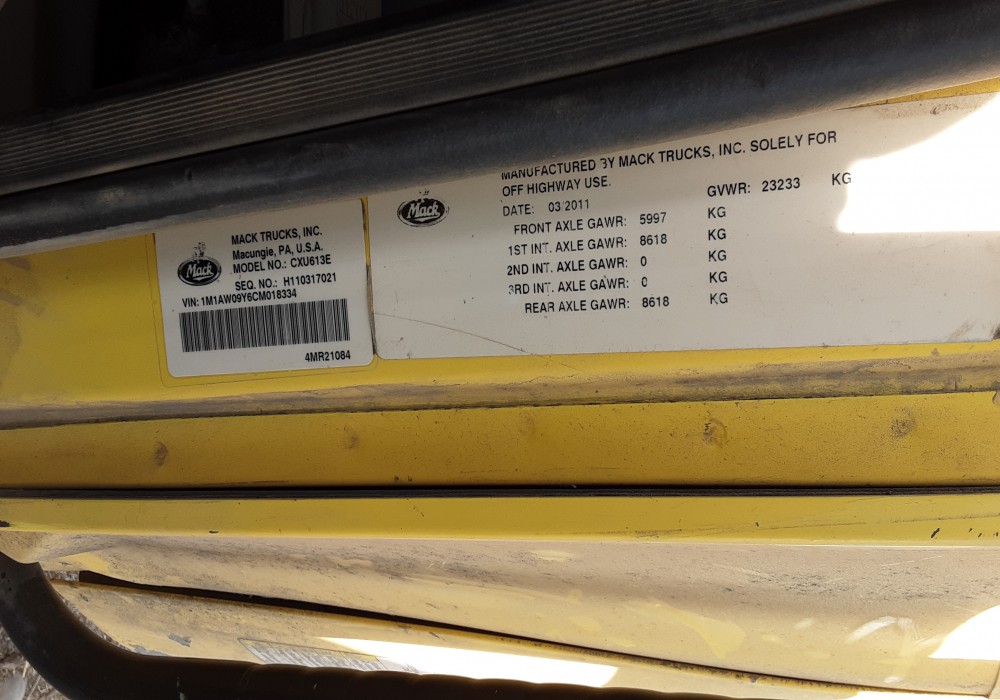 Mack
MACK TRUCKS, INC.
Macungie, PA, U.S.A.
MODEL NO.: CXU613E
SEQ. NO.: H110317021
VIN: 1M1AW09Y6CM018334
4MR21084
Mack
MANUFACTURED BY MACK TRUCKS, INC. SOLELY FOR
OFF HIGHWAY USE.
GVWR: 23233 KG
DATE: 03/2011
FRONT AXLE GAWR: 5997 KG
1ST INT. AXLE GAWR: 8618 KG
2ND INT. AXLE GAWR: 0 KG
3RD INT. AXLE GAWR: 0 KG
REAR AXLE GAWR: 8618 KG